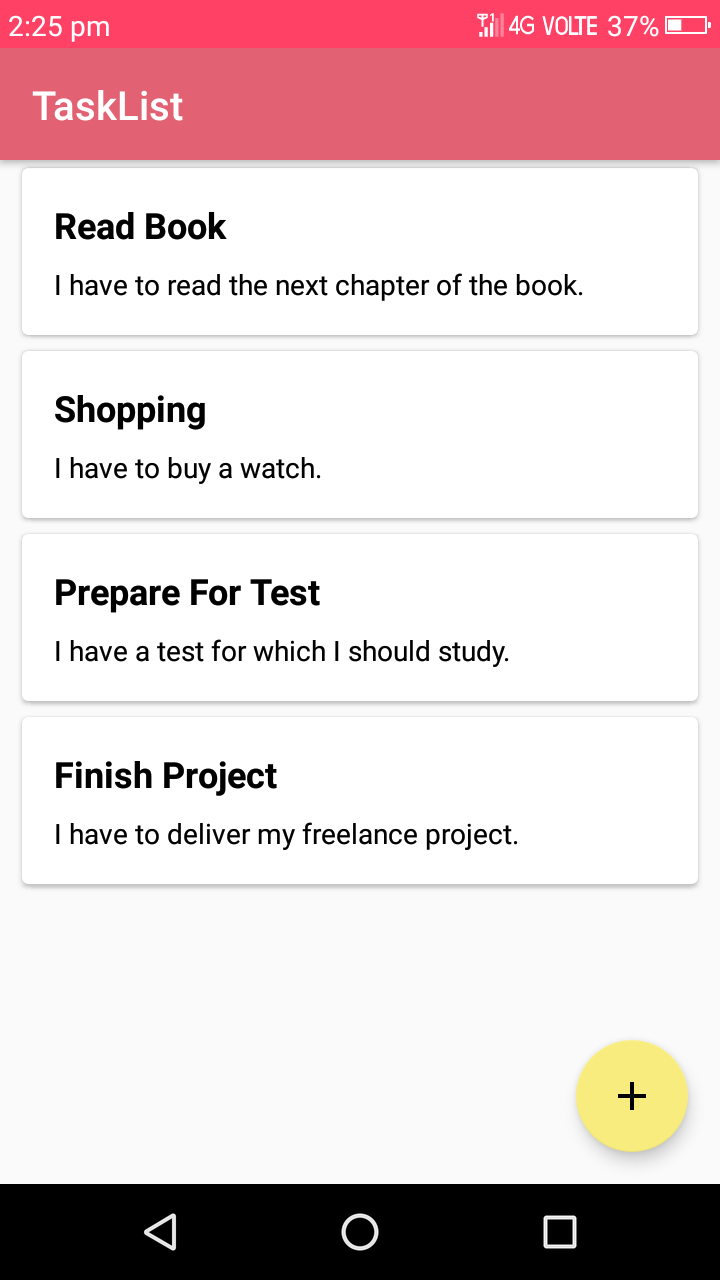 2:25 pm 4G VOLTE 37%
TaskList
Read Book
I have to read the next chapter of the book.
Shopping
I have to buy a watch.
Prepare For Test
I have a test for which I should study.
Finish Project
I have to deliver my freelance project.
+